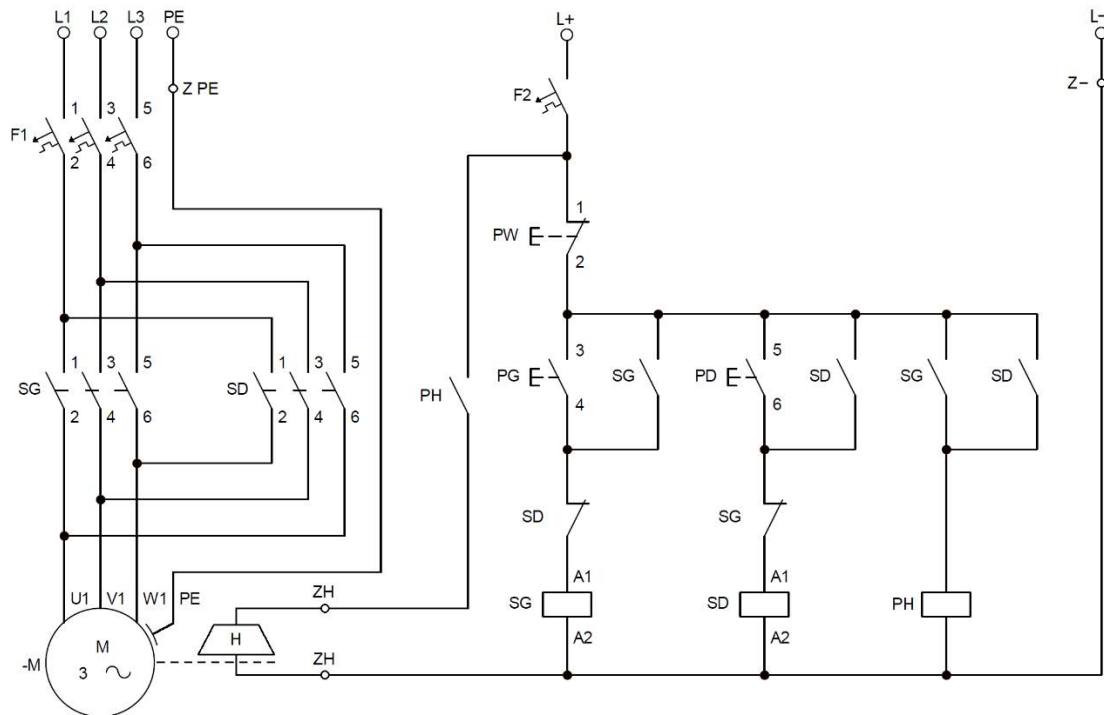 L1 L2 L3 PE
L+
L−
Z PE
Z−
F1
1 3 5
2 4 6
F2
PW
1
2
SG
1 3 5
2 4 6
SD
1 3 5
2 4 6
PH
PG
3
4
SG
PD
5
6
SD
SG
SD
SD
SG
U1 V1 W1 PE
ZH
A1
A1
SG
SD
PH
H
A2
A2
-M
M
3
ZH